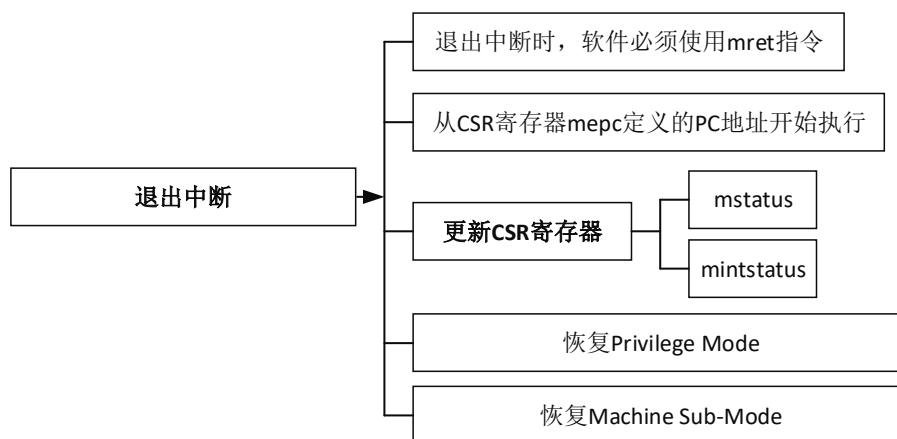 退出中断时，软件必须使用mret指令
从CSR寄存器mepc定义的PC地址开始执行
退出中断
更新CSR寄存器
mstatus
mintstatus
恢复Privilege Mode
恢复Machine Sub-Mode